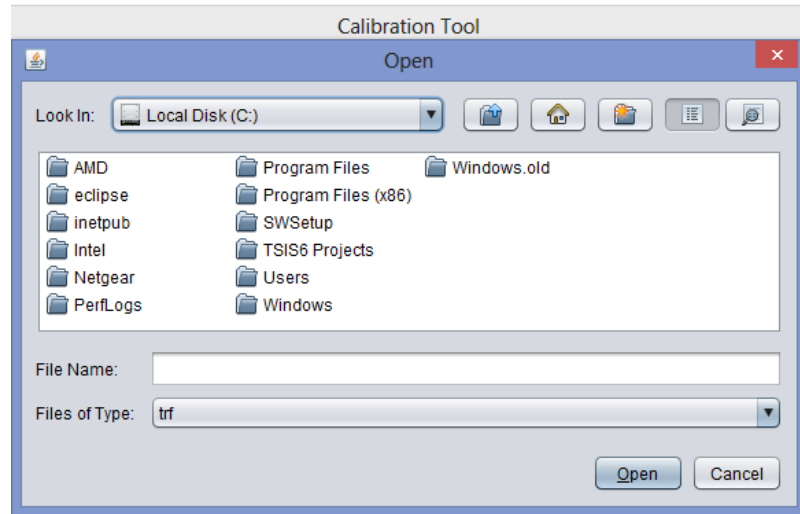 Calibration Tool
Open
Look In: Local Disk (C:)
AMD Program Files Windows.old
eclipse Program Files (x86)
inetpub SWSetup
Intel TSIS6 Projects
Netgear Users
PerfLogs Windows
File Name:
Files of Type: trf
Open Cancel